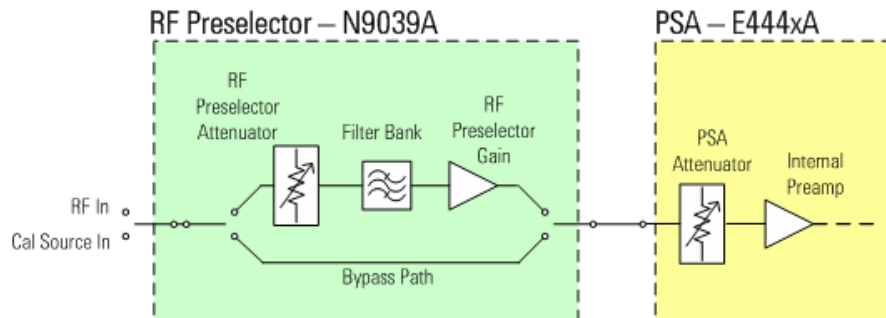 RF Preselector – N9039A
PSA – E444xA
RF
Preselector
Attenuator
Filter Bank
RF
Preselector
Gain
PSA
Attenuator
Internal
Preamp
RF In
Cal Source In
Bypass Path